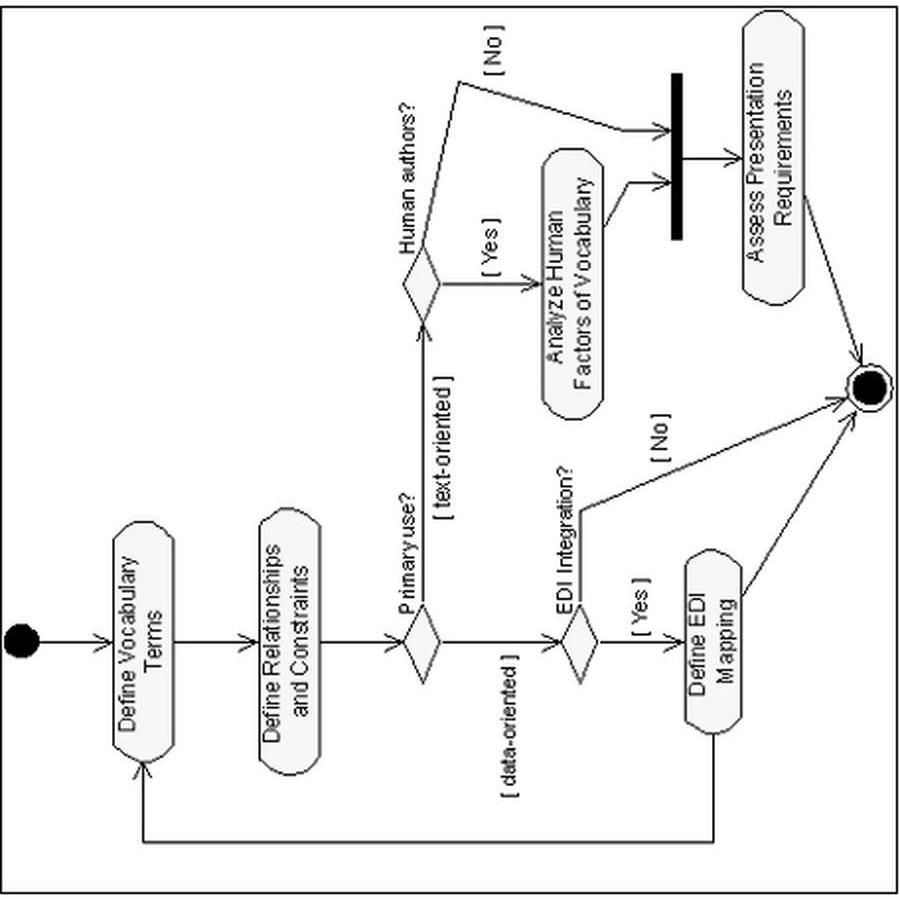 Define Vocabulary
Terms
Define Relationships
and Constraints
Primary use?
[ text-oriented ]
Human authors?
[ No ]
[ Yes ]
Analyze Human
Factors of Vocabulary
Assess Presentation
Requirements
[ data-oriented ]
EDI Integration?
[ No ]
[ Yes ]
Define EDI
Mapping